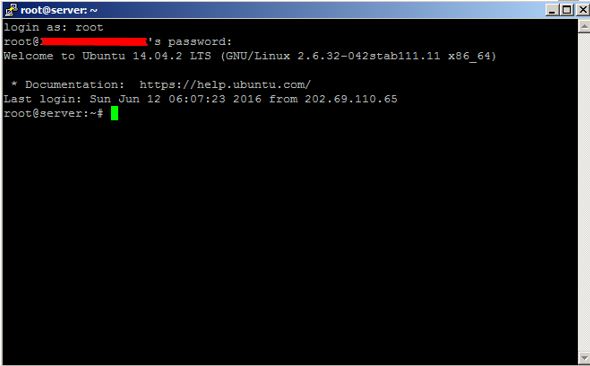 root@server: ~
login as: root
root@
's password:
Welcome to Ubuntu 14.04.2 LTS (GNU/Linux 2.6.32-042stab111.11 x86_64)
* Documentation:  https://help.ubuntu.com/
Last login: Sun Jun 12 06:07:23 2016 from 202.69.110.65
root@server:~#